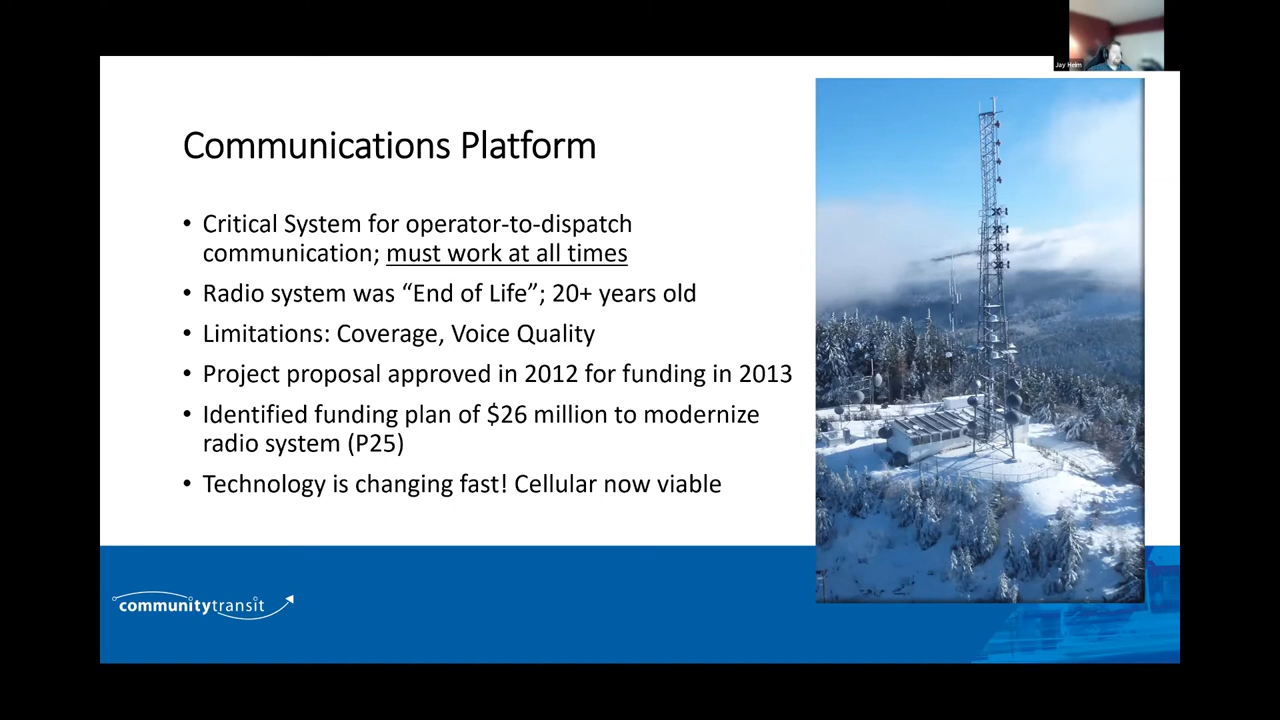 Jay Heim
Communications Platform
• Critical System for operator-to-dispatch
communication; must work at all times
• Radio system was “End of Life”; 20+ years old
• Limitations: Coverage, Voice Quality
• Project proposal approved in 2012 for funding in 2013
• Identified funding plan of $26 million to modernize
radio system (P25)
• Technology is changing fast! Cellular now viable
communitytransit